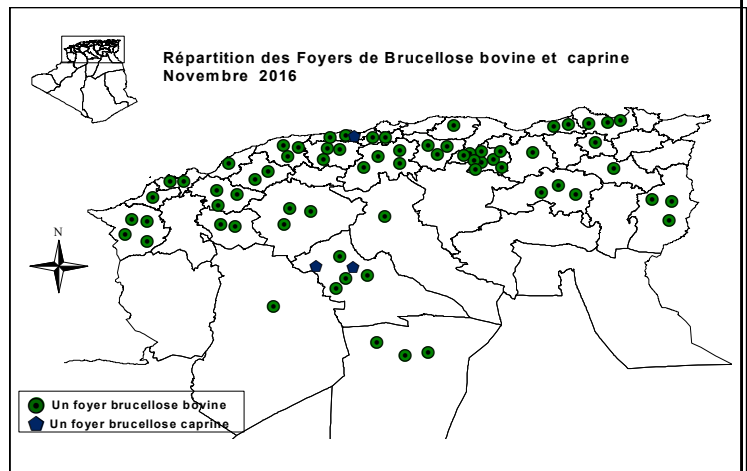 Répartition des Foyers de Brucellose bovine et caprine
Novembre 2016
N
Un foyer brucellose bovine
Un foyer brucellose caprine